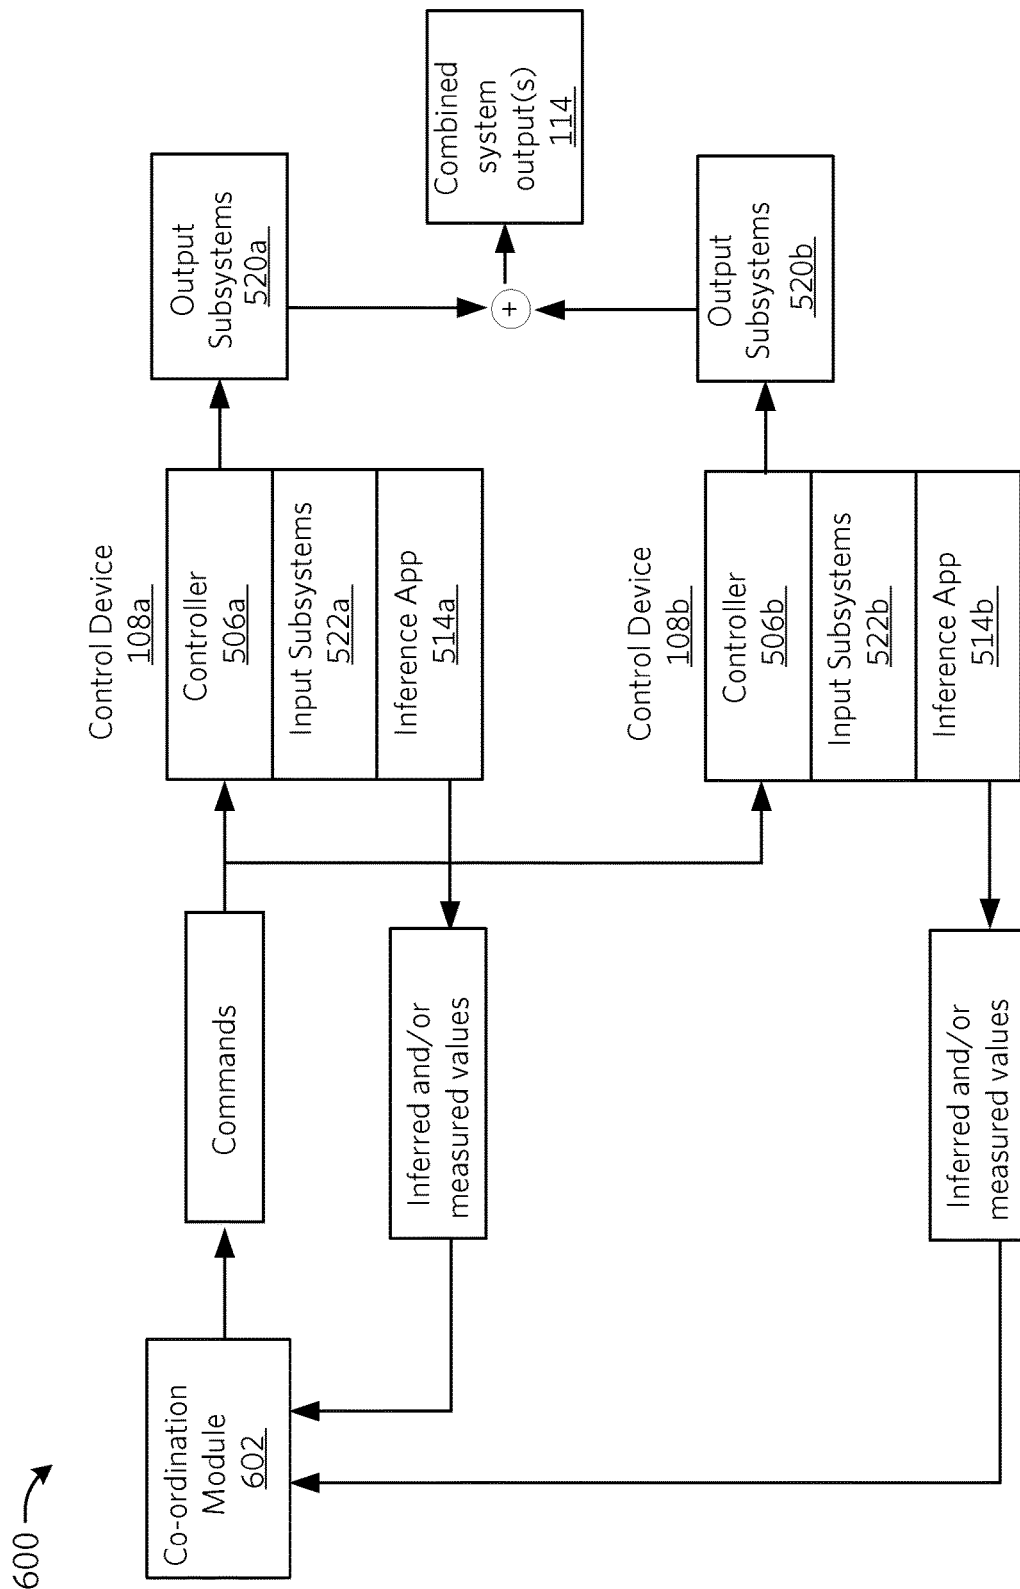 600
Co-ordination
Module
602
Commands
Inferred and/or
measured values
Inferred and/or
measured values
Control Device
108a
Controller
506a
Input Subsystems
522a
Inference App
514a
Control Device
108b
Controller
506b
Input Subsystems
522b
Inference App
514b
Output
Subsystems
520a
+
Output
Subsystems
520b
Combined
system
output(s)
114